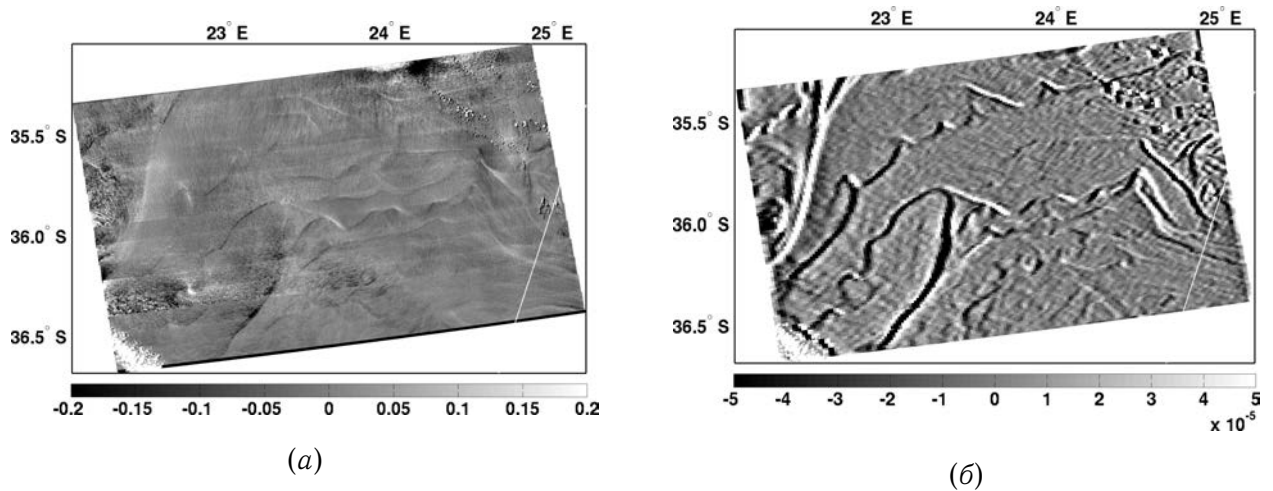 23° E 24° E 25° E
35.5° S
36.0° S
36.5° S
-0.2 -0.15 -0.1 -0.05 0 0.05 0.1 0.15 0.2
(а)
23° E 24° E 25° E
35.5° S
36.0° S
36.5° S
-5 -4 -3 -2 -1 0 1 2 3 4 5
x 10⁻⁵
(б)